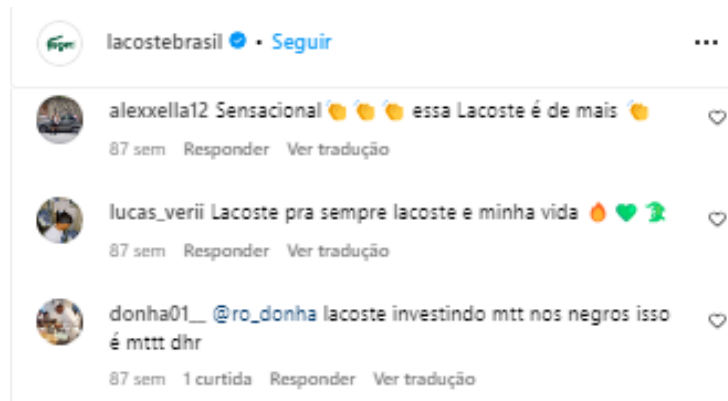 lacostebrasil • Seguir
alexxella12 Sensacional👏👏👏 essa Lacoste é de mais 👏
87 sem Responder Ver tradução
lucas_verii Lacoste pra sempre lacoste e minha vida 🔥💚🐊
87 sem Responder Ver tradução
donha01__ @ro_donha lacoste investindo mtt nos negros isso
é mttt dhr
87 sem 1 curtida Responder Ver tradução